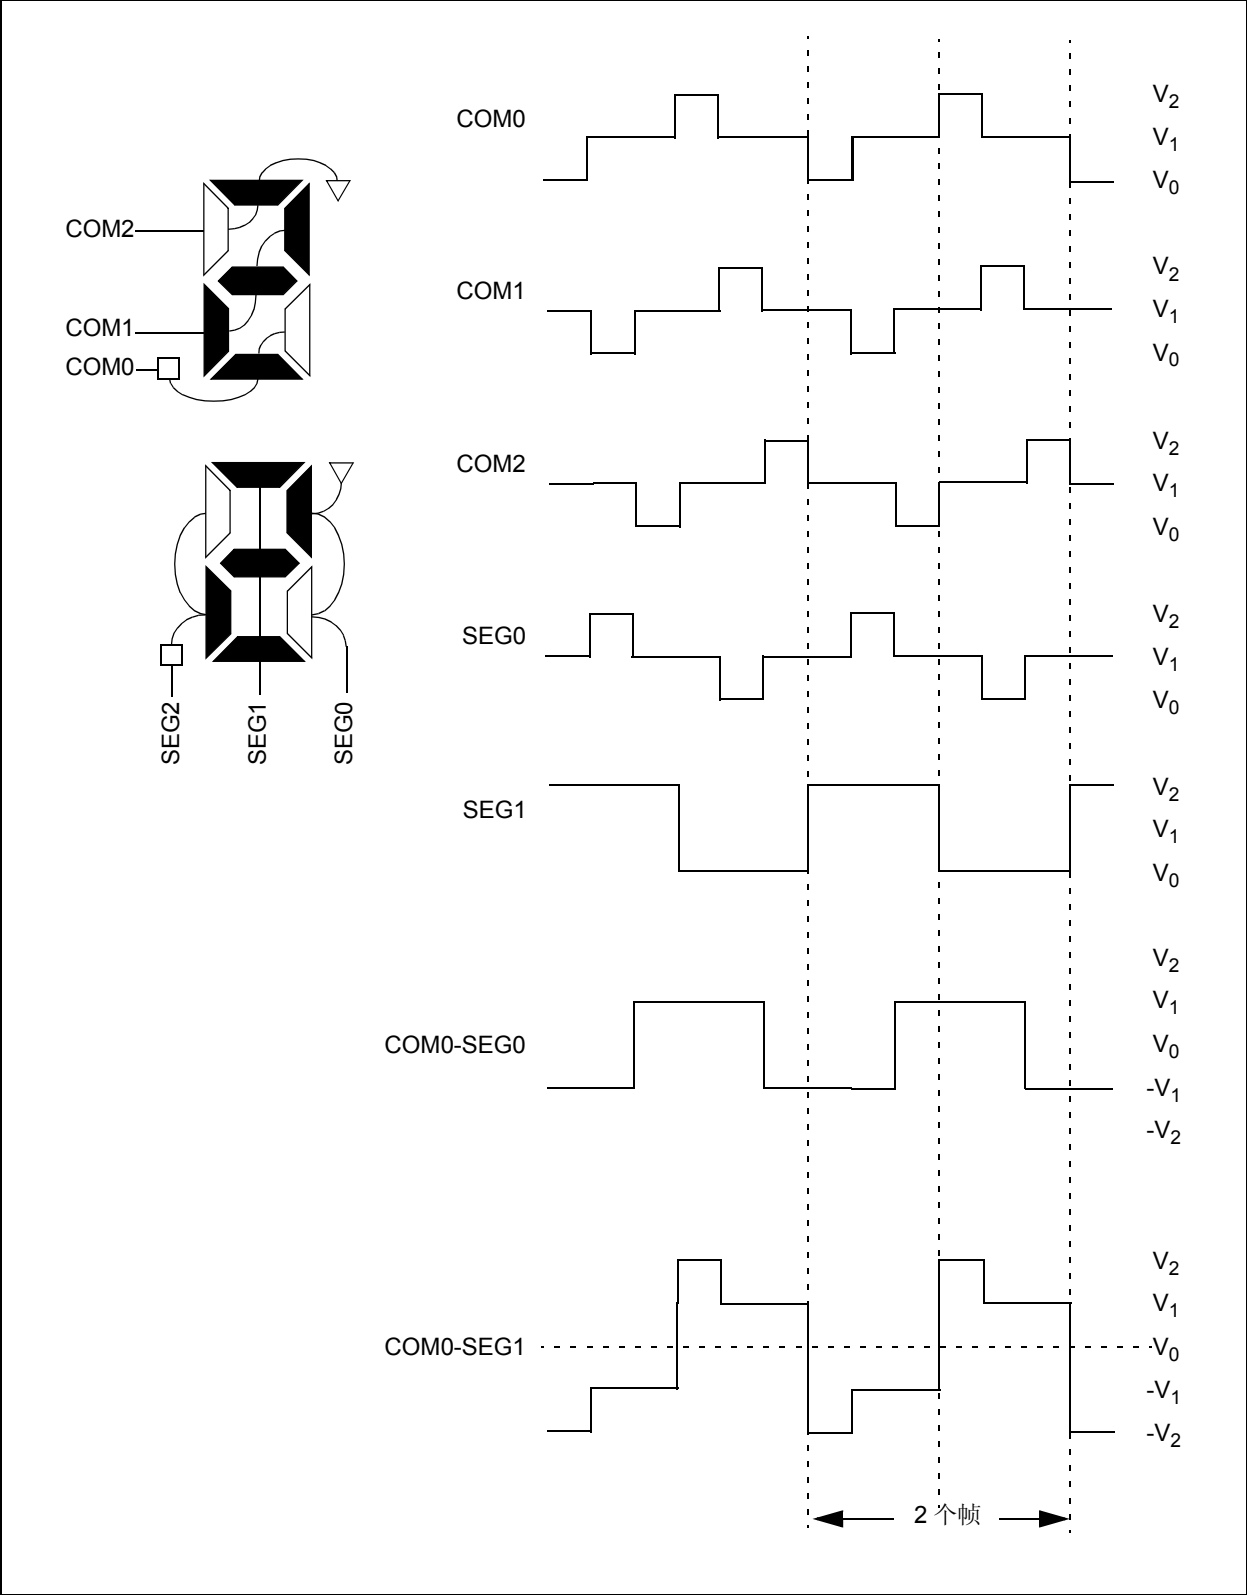 COM2
COM1
COM0
SEG2
SEG1
SEG0
COM0
V2
V1
V0
COM1
V2
V1
V0
COM2
V2
V1
V0
SEG0
V2
V1
V0
SEG1
V2
V1
V0
COM0-SEG0
V2
V1
V0
-V1
-V2
COM0-SEG1
V2
V1
V0
-V1
-V2
2 个帧